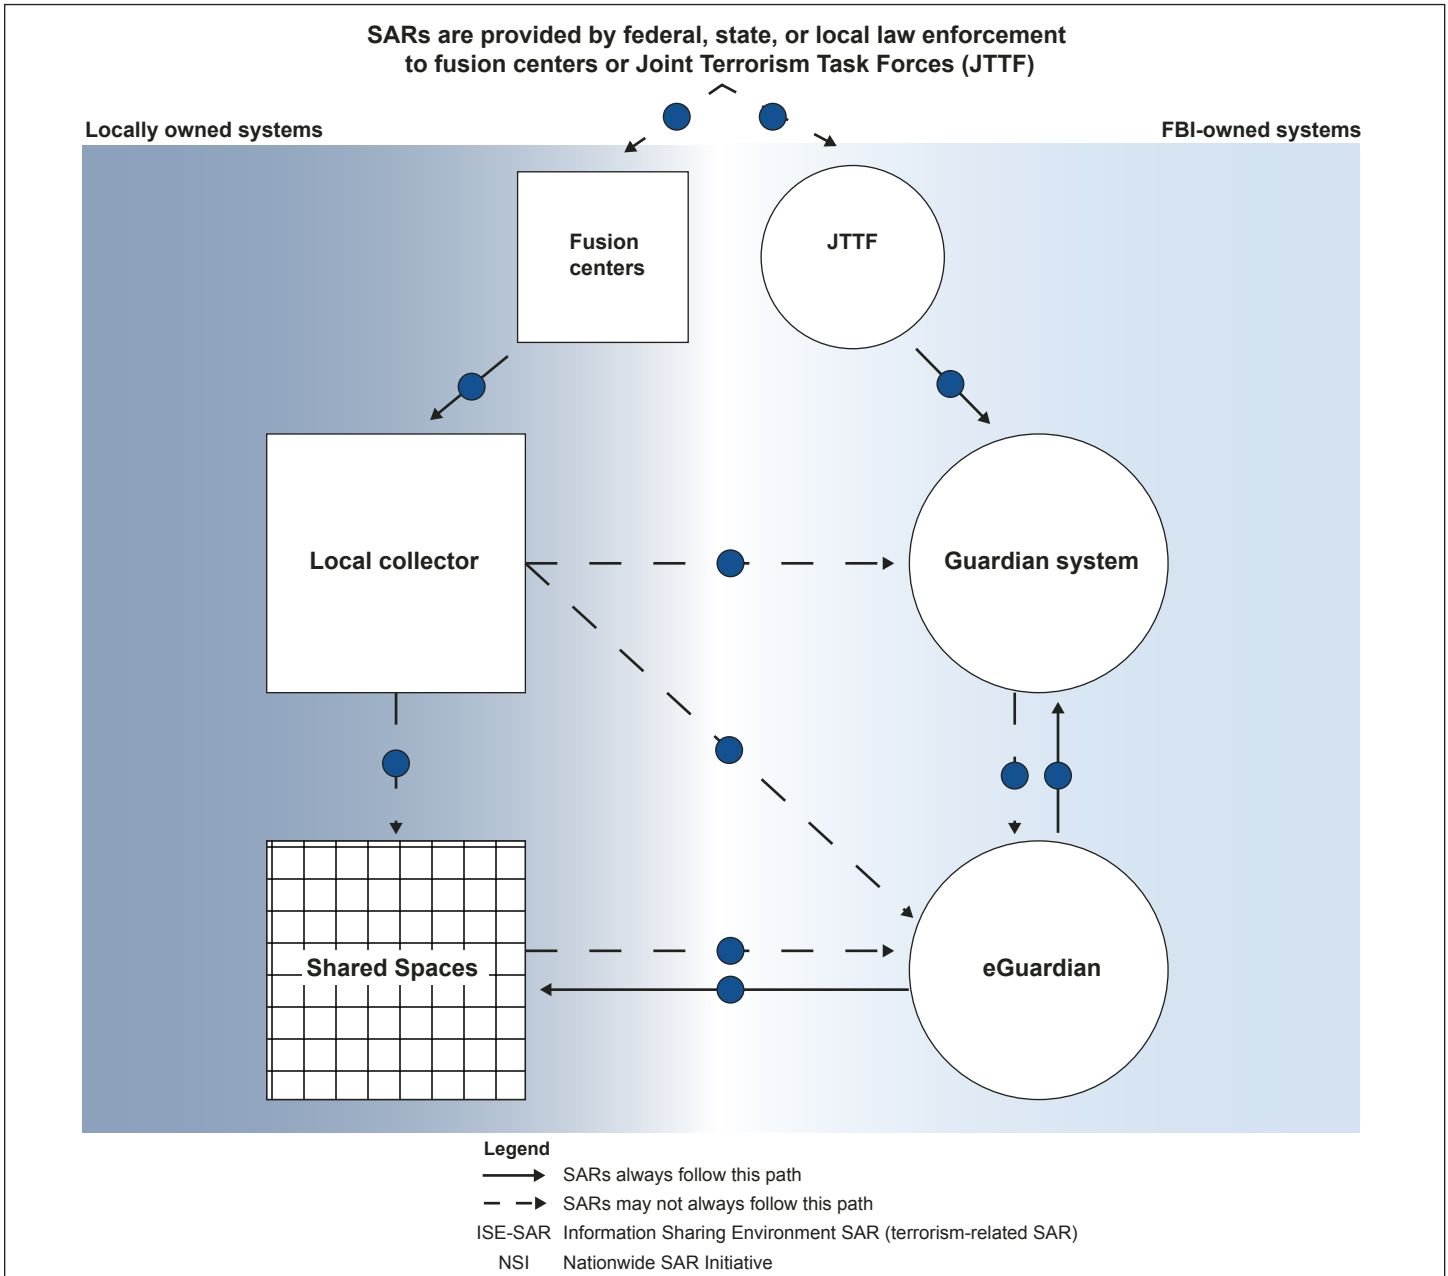 SARs are provided by federal, state, or local law enforcement
to fusion centers or Joint Terrorism Task Forces (JTTF)
Locally owned systems
FBI-owned systems
Fusion
centers
JTTF
Local collector
Guardian system
Shared Spaces
eGuardian
Legend
SARs always follow this path
SARs may not always follow this path
ISE-SAR Information Sharing Environment SAR (terrorism-related SAR)
NSI Nationwide SAR Initiative